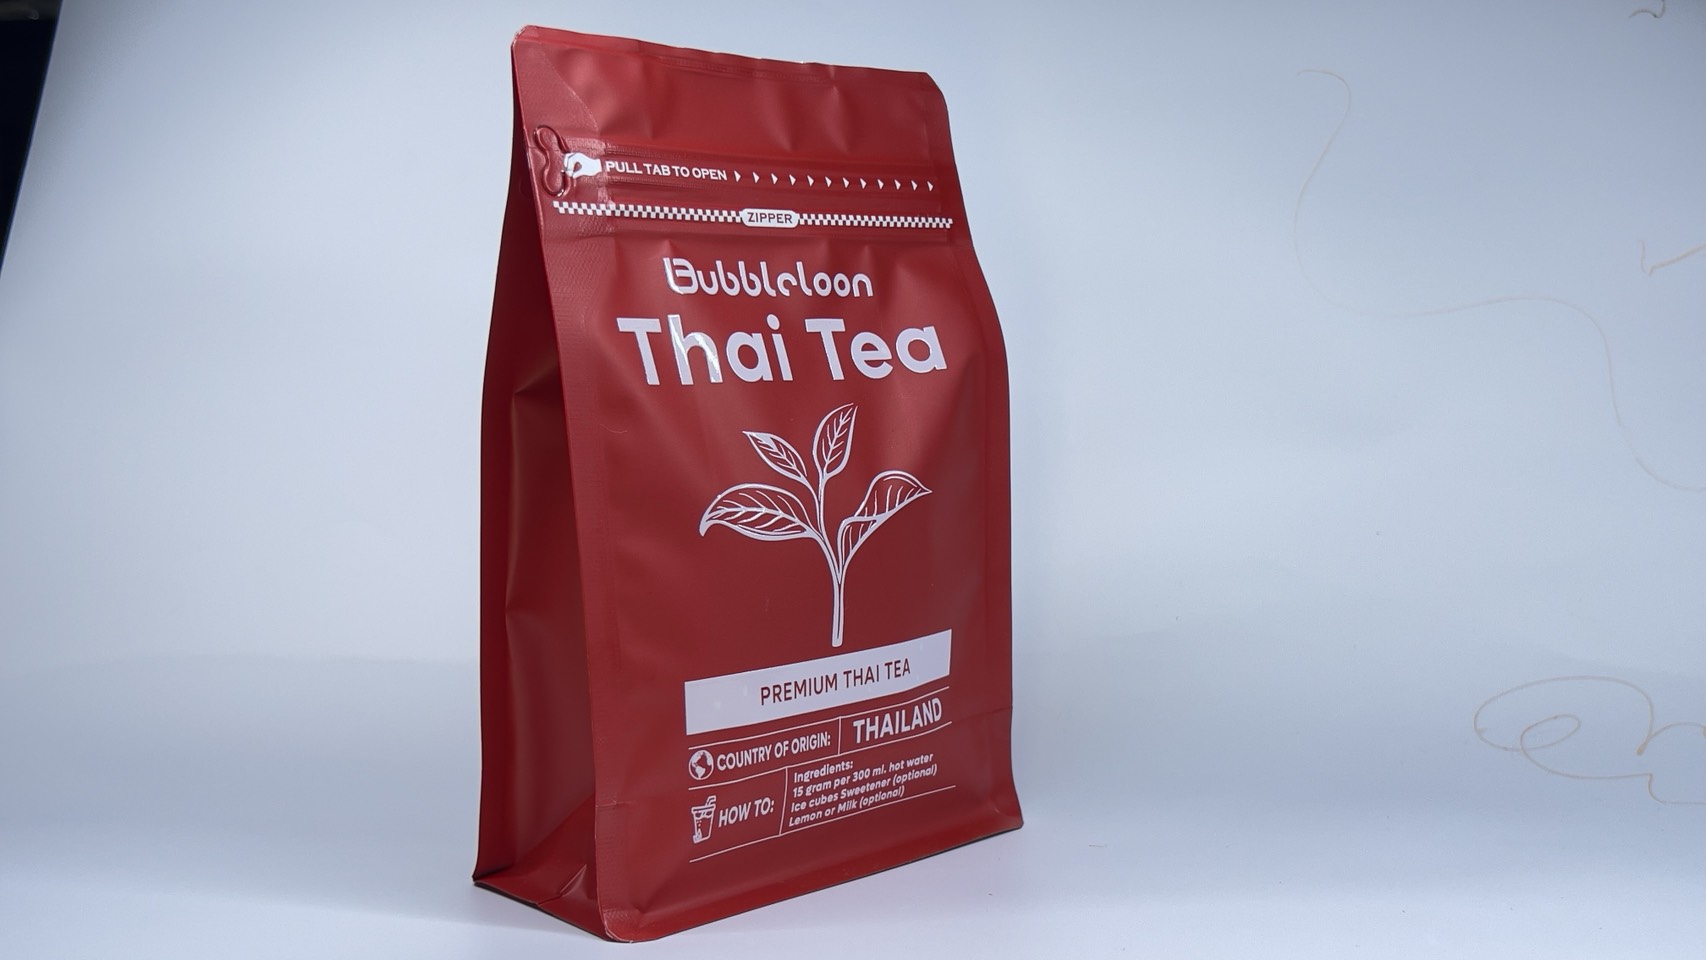 PULL TAB TO OPEN
ZIPPER
Bubbleloon
Thai Tea
PREMIUM THAI TEA
COUNTRY OF ORIGIN:
THAILAND
HOW TO:
Ingredients:
15 gram per 300 ml. hot water
Ice cubes Sweetener (optional)
Lemon or Milk (optional)